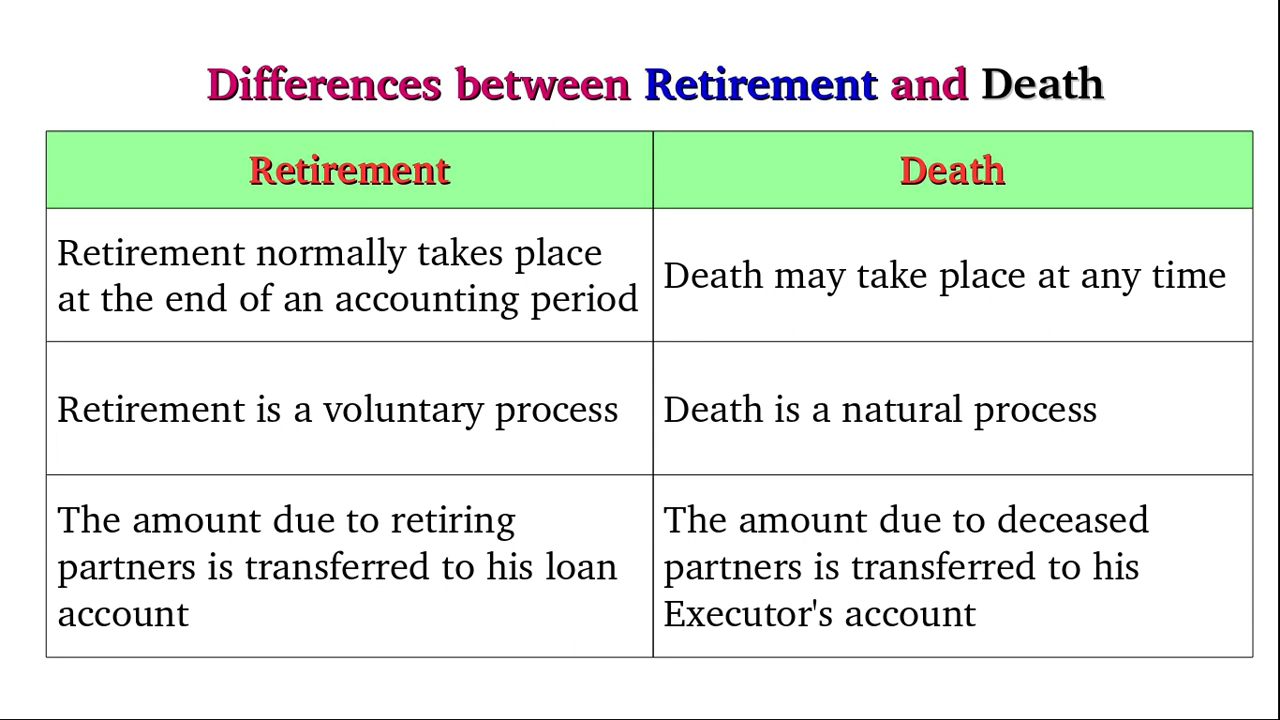 Differences between Retirement and Death
Retirement
Death
Retirement normally takes place
at the end of an accounting period
Death may take place at any time
Retirement is a voluntary process
Death is a natural process
The amount due to retiring
partners is transferred to his loan
account
The amount due to deceased
partners is transferred to his
Executor's account